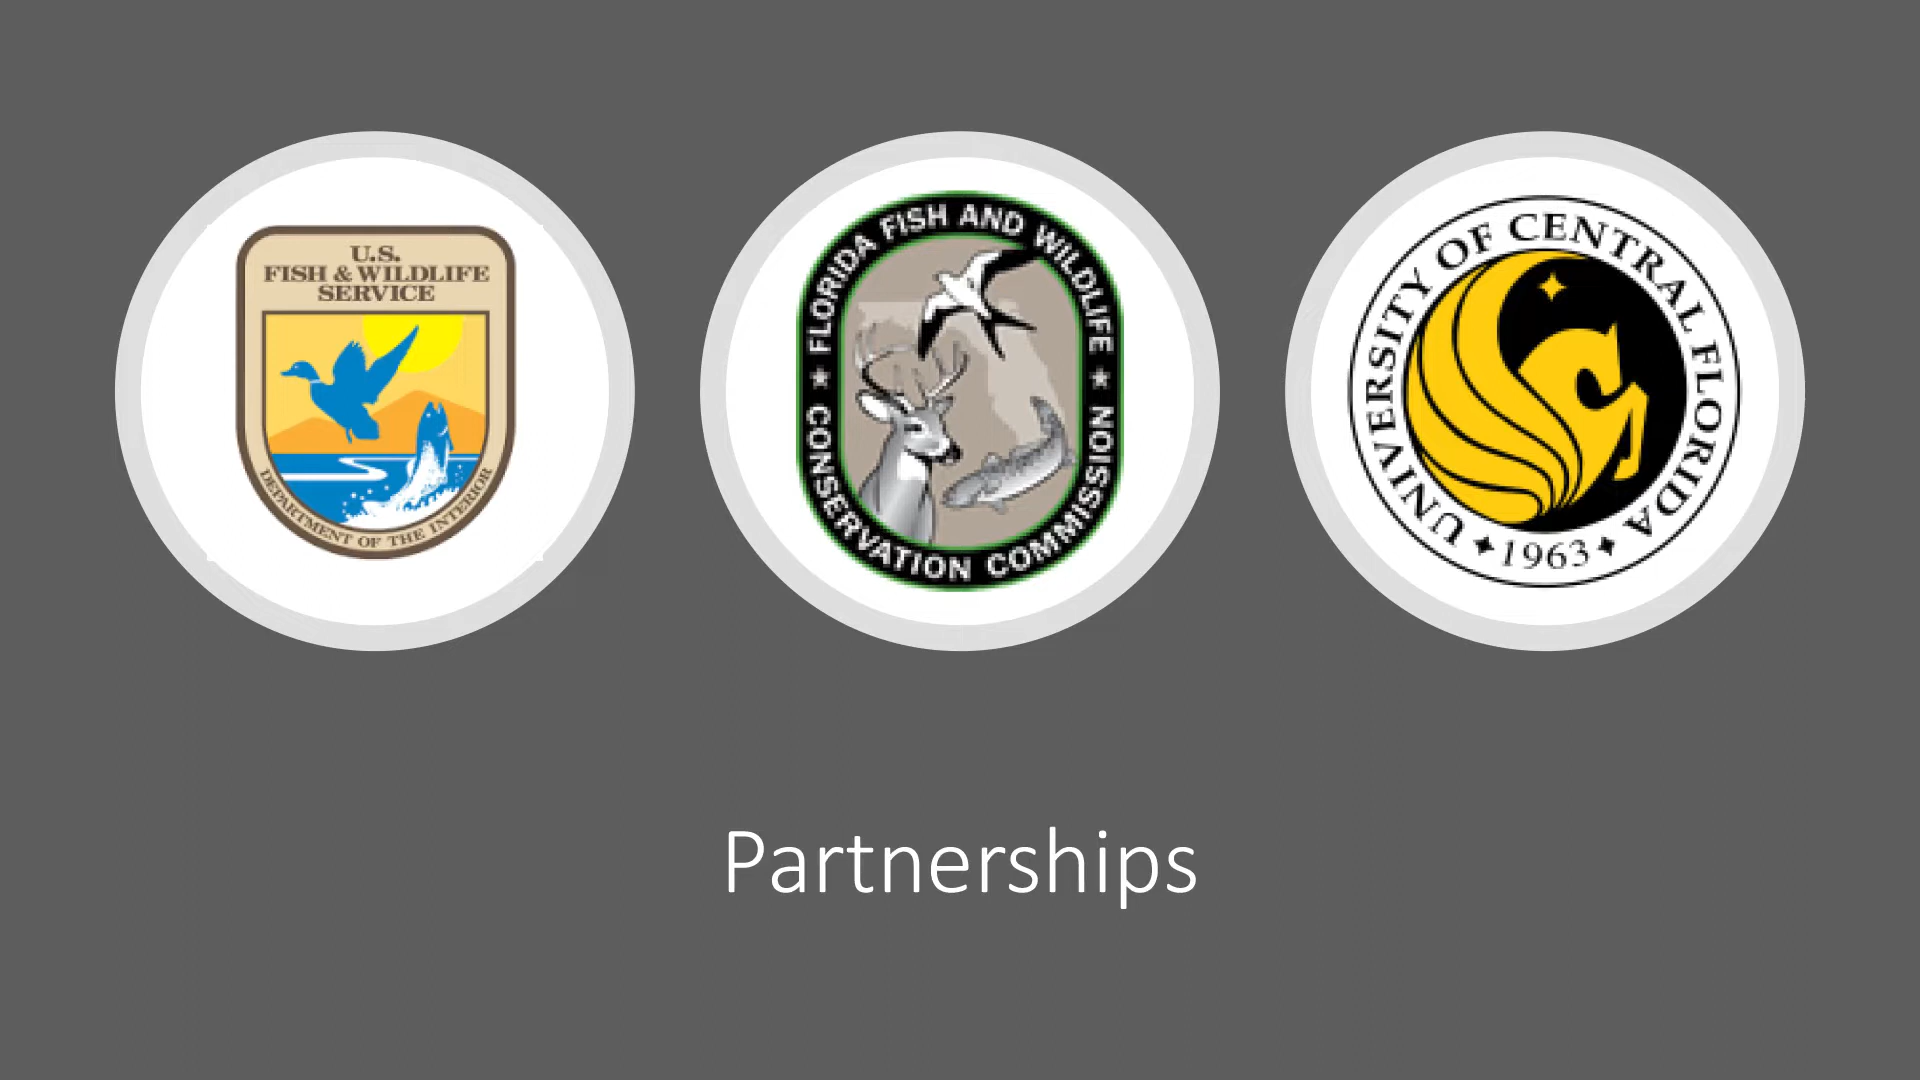 U.S.
FISH & WILDLIFE
SERVICE
DEPARTMENT OF THE INTERIOR
FLORIDA FISH AND WILDLIFE
CONSERVATION COMMISSION
UNIVERSITY OF CENTRAL FLORIDA
1963
Partnerships